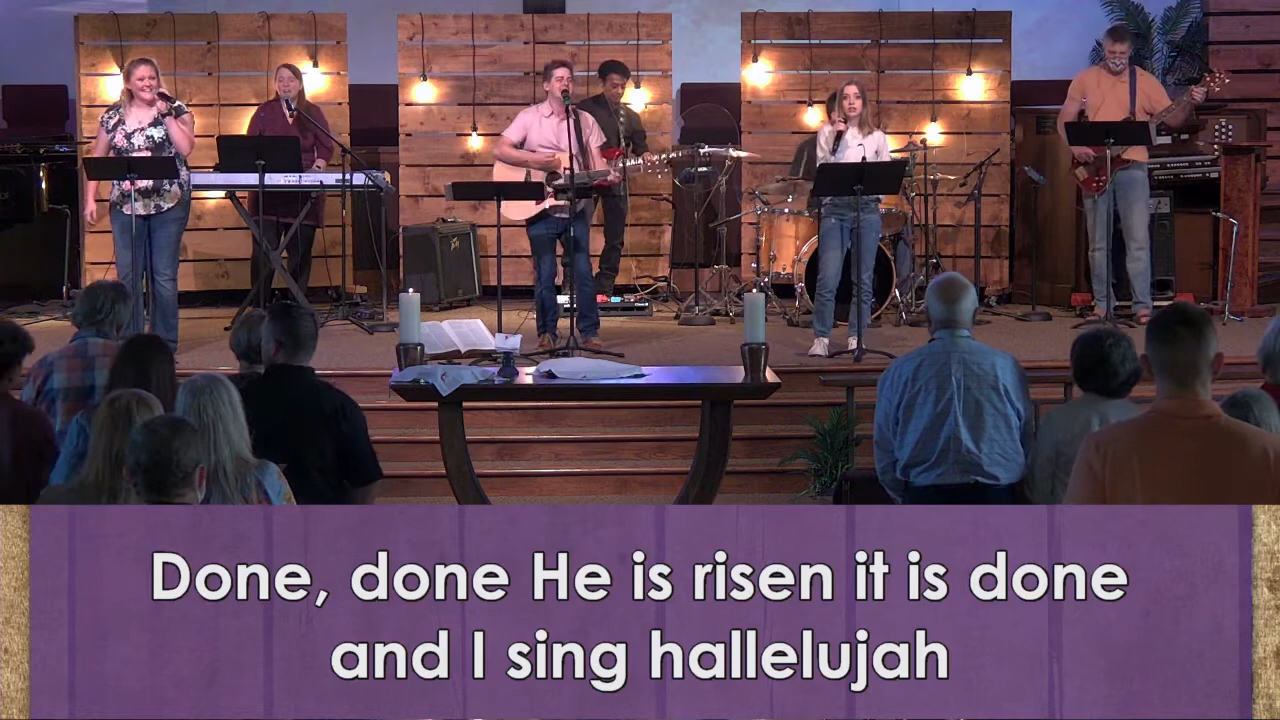 Done, done He is risen it is done
and I sing hallelujah